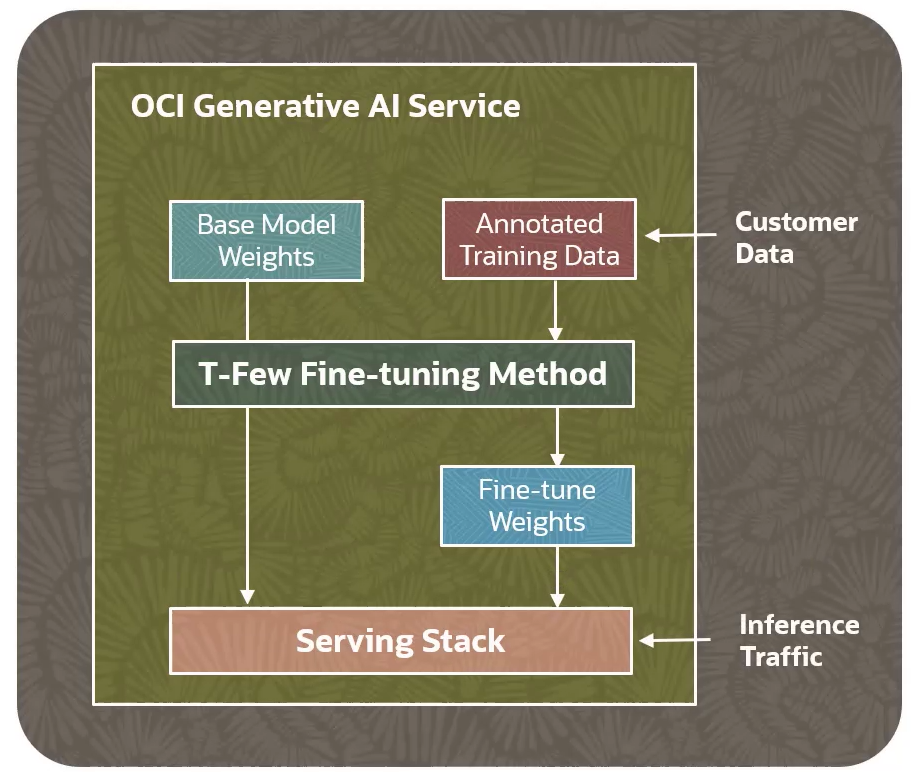 OCI Generative AI Service
Base Model
Weights
Annotated
Training Data
Customer
Data
T-Few Fine-tuning Method
Fine-tune
Weights
Serving Stack
Inference
Traffic